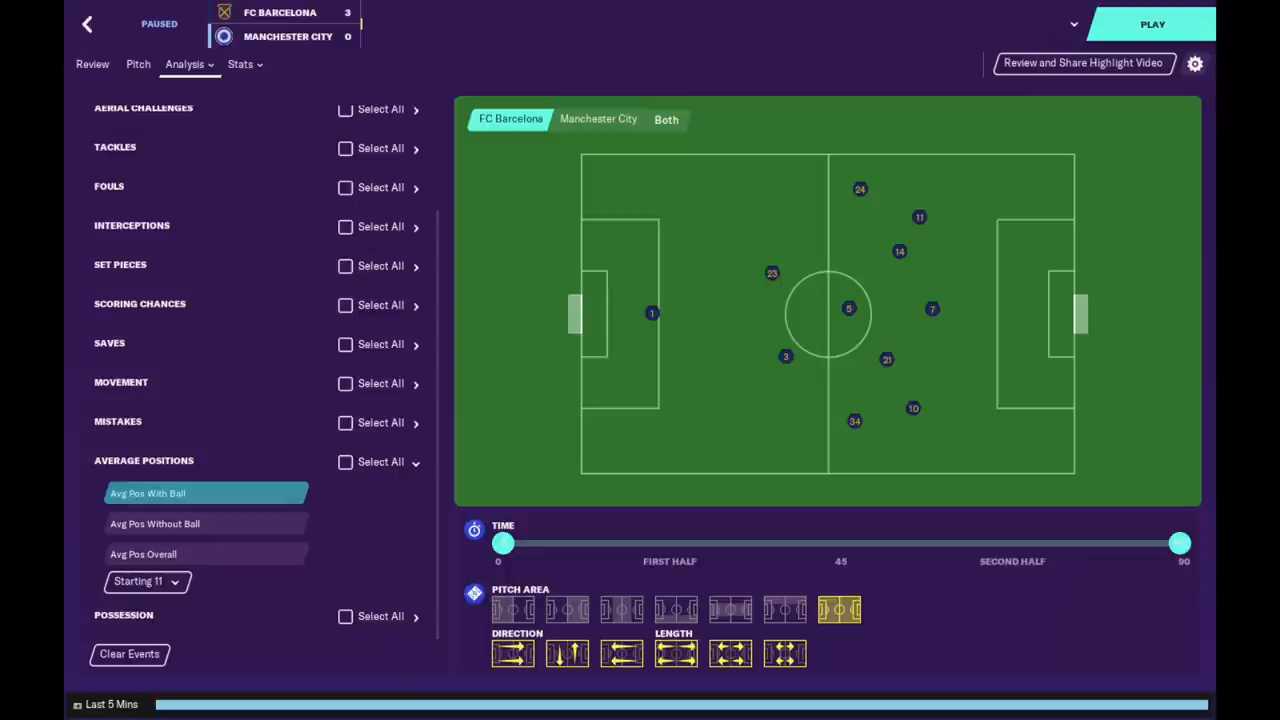 PAUSED
FC BARCELONA 3
MANCHESTER CITY 0
PLAY
Review Pitch Analysis Stats
Review and Share Highlight Video
AERIAL CHALLENGES Select All
TACKLES Select All
FOULS Select All
INTERCEPTIONS Select All
SET PIECES Select All
SCORING CHANCES Select All
SAVES Select All
MOVEMENT Select All
MISTAKES Select All
AVERAGE POSITIONS Select All
Avg Pos With Ball
Avg Pos Without Ball
Avg Pos Overall
Starting 11
POSSESSION Select All
Clear Events
FC Barcelona Manchester City Both
24
11
14
23
5
7
1
3
21
10
34
TIME
0 FIRST HALF 45 SECOND HALF 90
PITCH AREA
DIRECTION LENGTH
Last 5 Mins